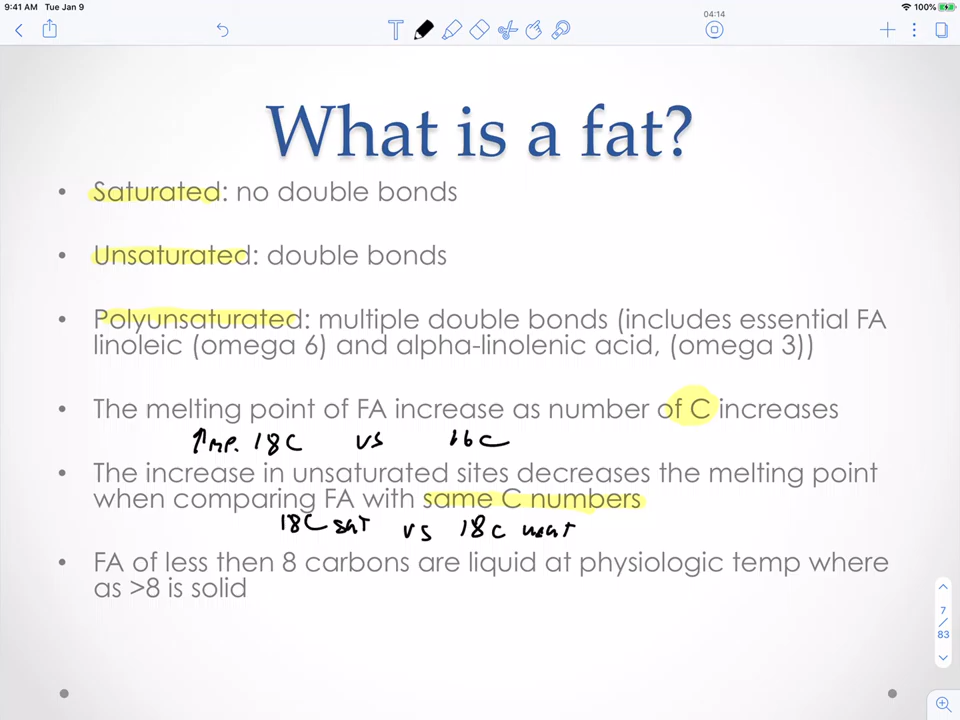 9:41 AM Tue Jan 9
100%
04:14
What is a fat?
• Saturated: no double bonds
• Unsaturated: double bonds
• Polyunsaturated: multiple double bonds (includes essential FA
linoleic (omega 6) and alpha-linolenic acid, (omega 3))
• The melting point of FA increase as number of C increases
↑ m.p. 18C vs 16C
• The increase in unsaturated sites decreases the melting point
when comparing FA with same C numbers
18C sat vs 18C unsat
• FA of less then 8 carbons are liquid at physiologic temp where
as >8 is solid
7
/
83